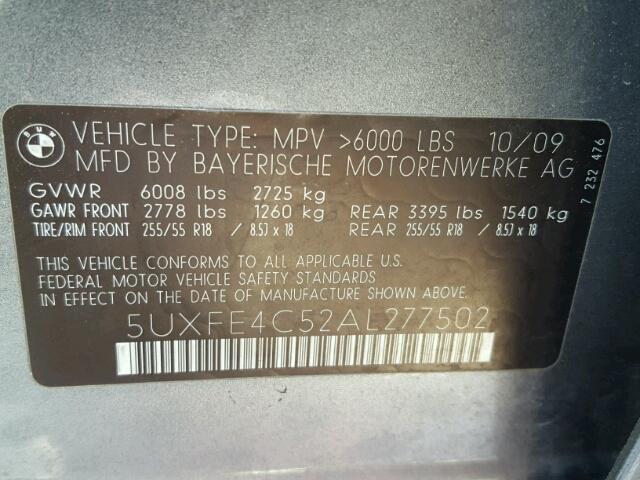 BMW
VEHICLE TYPE: MPV >6000 LBS 10/09
MFD BY BAYERISCHE MOTORENWERKE AG
GVWR 6008 lbs 2725 kg
GAWR FRONT 2778 lbs 1260 kg REAR 3395 lbs 1540 kg
TIRE/RIM FRONT 255/55 R18 / 8.5J x 18 REAR 255/55 R18 / 8.5J x 18
THIS VEHICLE CONFORMS TO ALL APPLICABLE U.S.
FEDERAL MOTOR VEHICLE SAFETY STANDARDS
IN EFFECT ON THE DATE OF MANUFACTURE SHOWN ABOVE.
5UXFE4C52AL277502
7 232 476